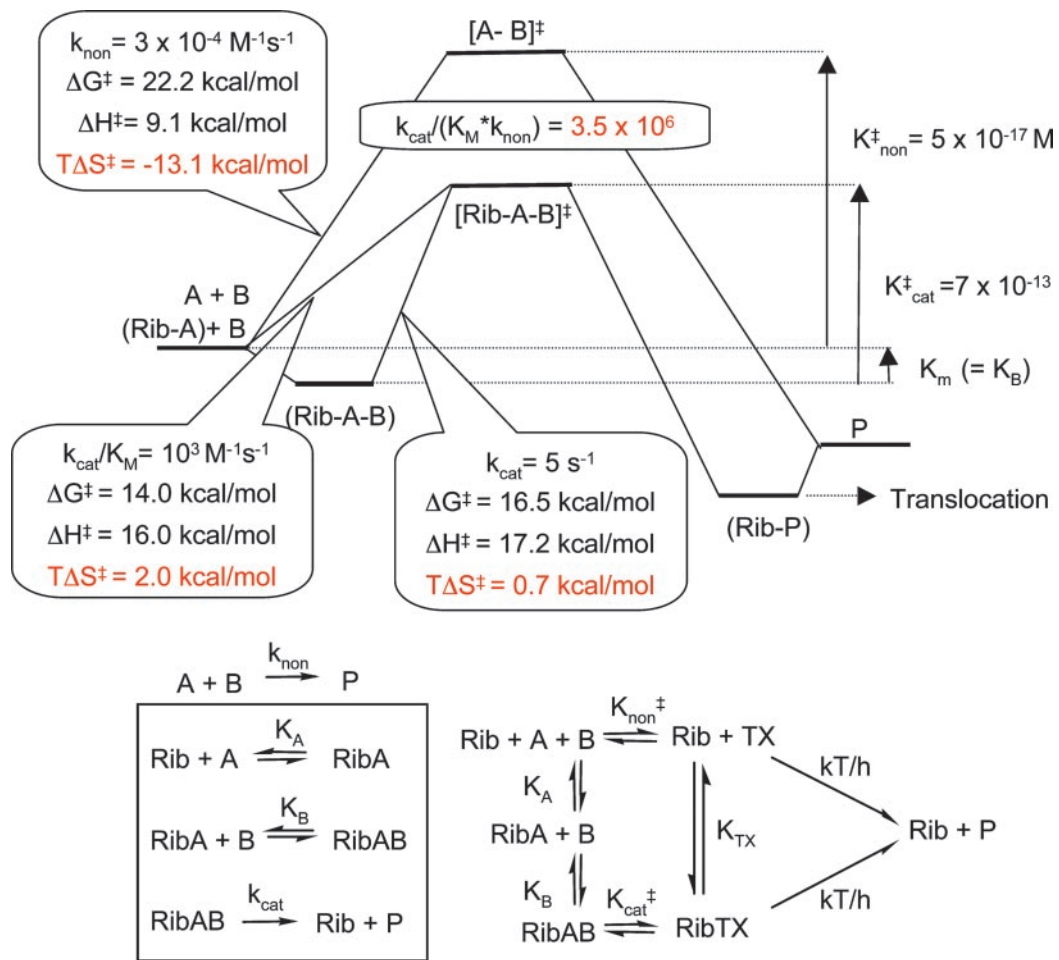 [A- B]‡
k_non= 3 x 10⁻⁴ M⁻¹s⁻¹
ΔG‡ = 22.2 kcal/mol
ΔH‡= 9.1 kcal/mol
TΔS‡ = -13.1 kcal/mol
k_cat/(K_M*k_non) = 3.5 x 10⁶
K‡_non= 5 x 10⁻¹⁷ M
[Rib-A-B]‡
A + B
(Rib-A)+ B
K‡_cat =7 x 10⁻¹³
K_m (= K_B)
(Rib-A-B)
P
k_cat/K_M= 10³ M⁻¹s⁻¹
ΔG‡ = 14.0 kcal/mol
ΔH‡ = 16.0 kcal/mol
TΔS‡ = 2.0 kcal/mol
k_cat= 5 s⁻¹
ΔG‡ = 16.5 kcal/mol
ΔH‡ = 17.2 kcal/mol
TΔS‡ = 0.7 kcal/mol
(Rib-P)
Translocation
k_non
A + B P
K_A
Rib + A RibA
K_B
RibA + B RibAB
k_cat
RibAB Rib + P
K_non‡
Rib + A + B Rib + TX
kT/h
K_A
RibA + B
K_TX
Rib + P
K_B
K_cat‡
kT/h
RibAB RibTX